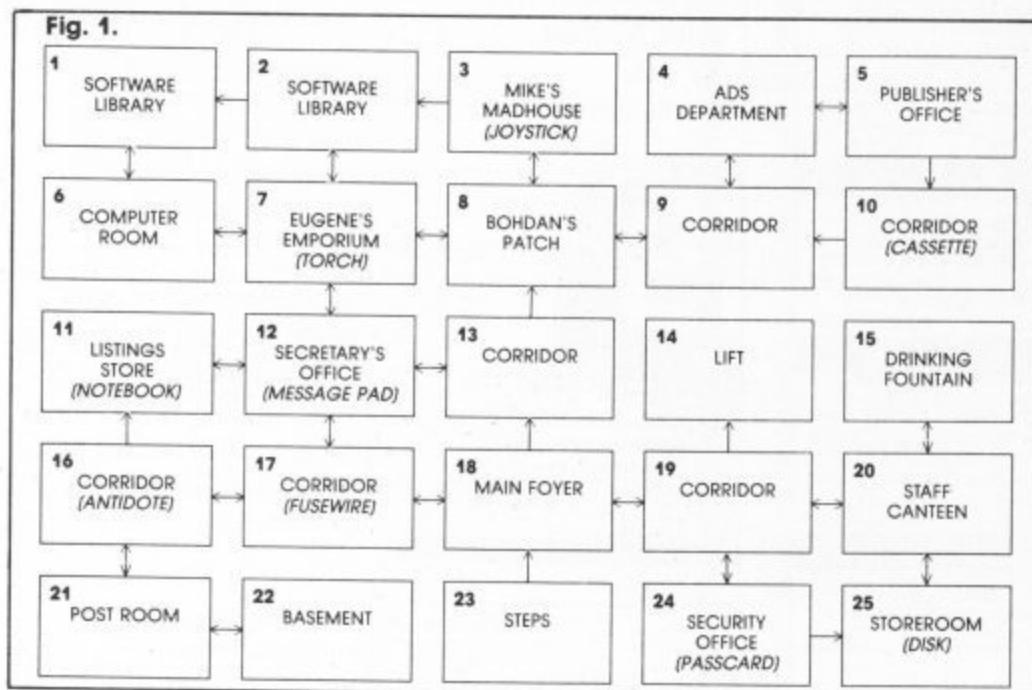 Fig. 1.
1
SOFTWARE
LIBRARY
2
SOFTWARE
LIBRARY
3
MIKE'S
MADHOUSE
(JOYSTICK)
4
ADS
DEPARTMENT
5
PUBLISHER'S
OFFICE
6
COMPUTER
ROOM
7
EUGENE'S
EMPORIUM
(TORCH)
8
BOHDAN'S
PATCH
9
CORRIDOR
10
CORRIDOR
(CASSETTE)
11
LISTINGS
STORE
(NOTEBOOK)
12
SECRETARY'S
OFFICE
(MESSAGE PAD)
13
CORRIDOR
14
LIFT
15
DRINKING
FOUNTAIN
16
CORRIDOR
(ANTIDOTE)
17
CORRIDOR
(FUSEWIRE)
18
MAIN FOYER
19
CORRIDOR
20
STAFF
CANTEEN
21
POST ROOM
22
BASEMENT
23
STEPS
24
SECURITY
OFFICE
(PASSCARD)
25
STOREROOM
(DISK)